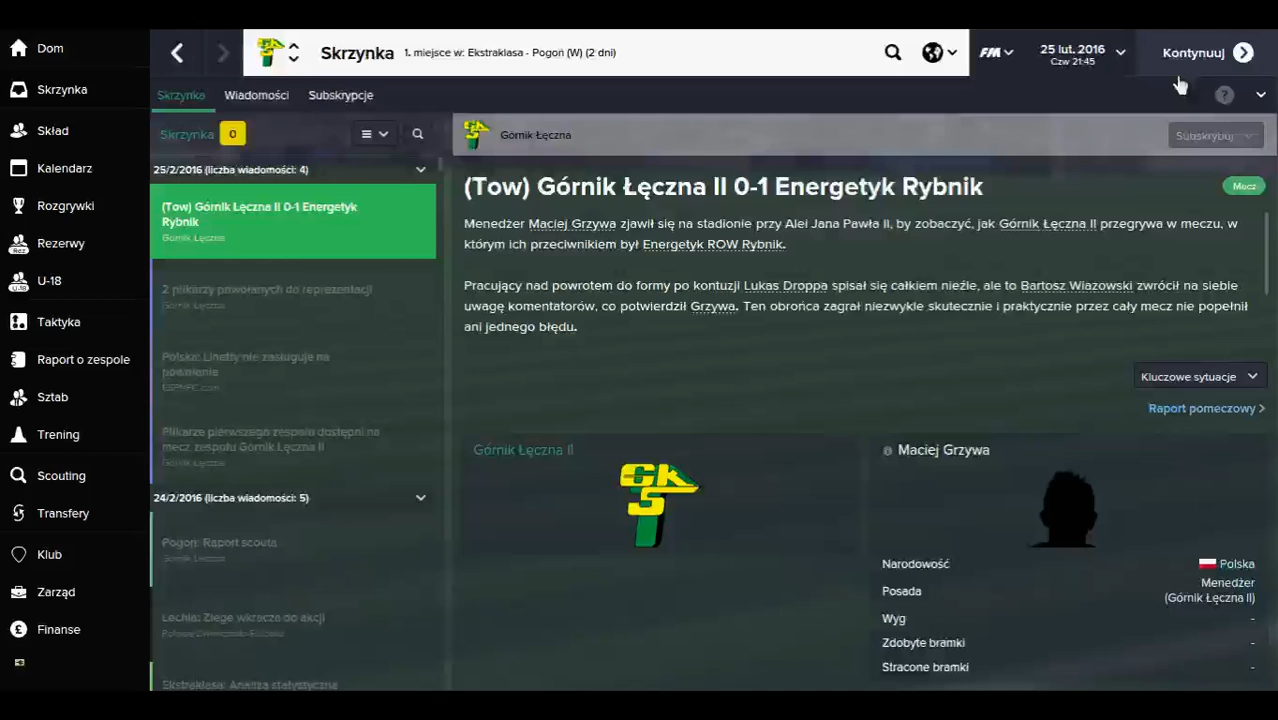 Dom
Skrzynka
Skład
Kalendarz
Rozgrywki
Rezerwy
U-18
Taktyka
Raport o zespole
Sztab
Trening
Scouting
Transfery
Klub
Zarząd
Finanse
Skrzynka
1. miejsce w: Ekstraklasa - Pogoń (W) (2 dni)
FM
25 lut. 2016
Czw 21:45
Kontynuuj
Skrzynka
Wiadomości
Subskrypcje
Skrzynka 0
25/2/2016 (liczba wiadomości: 4)
(Tow) Górnik Łęczna II 0-1 Energetyk
Rybnik
Górnik Łęczna
2 piłkarzy powołanych do reprezentacji
Górnik Łęczna
Polska: Linetty nie zasługuje na
powołanie
ESPNFC.com
Piłkarze pierwszego zespołu dostępni na
mecz zespołu Górnik Łęczna II
Górnik Łęczna
24/2/2016 (liczba wiadomości: 5)
Pogoń: Raport scouta
Górnik Łęczna
Lechia: Ziege wkracza do akcji
Ekstraklasa: Analiza statystyczna
Górnik Łęczna
Subskrybuj
(Tow) Górnik Łęczna II 0-1 Energetyk Rybnik
Mecz
Menedżer Maciej Grzywa zjawił się na stadionie przy Alei Jana Pawła II, by zobaczyć, jak Górnik Łęczna II przegrywa w meczu, w
którym ich przeciwnikiem był Energetyk ROW Rybnik.
Pracujący nad powrotem do formy po kontuzji Lukas Droppa spisał się całkiem nieźle, ale to Bartosz Wiazowski zwrócił na siebie
uwagę komentatorów, co potwierdził Grzywa. Ten obrońca zagrał niezwykle skutecznie i praktycznie przez cały mecz nie popełnił
ani jednego błędu.
Kluczowe sytuacje
Raport pomeczowy
Górnik Łęczna II
GKS
Maciej Grzywa
Narodowość
Polska
Posada
Menedżer
(Górnik Łęczna II)
Wyg
-
Zdobyte bramki
-
Stracone bramki
-